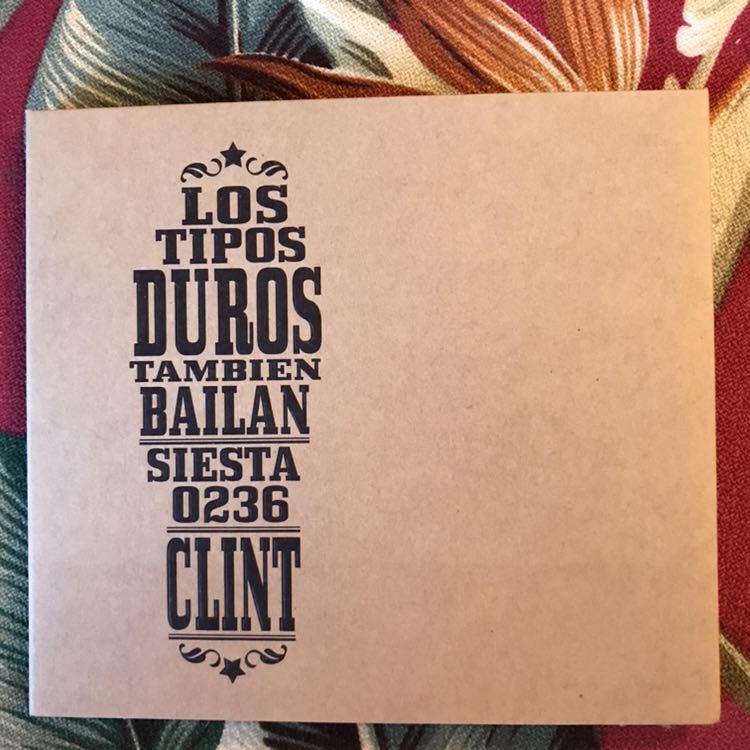 LOS
TIPOS
DUROS
TAMBIEN
BAILAN
SIESTA
0236
CLINT